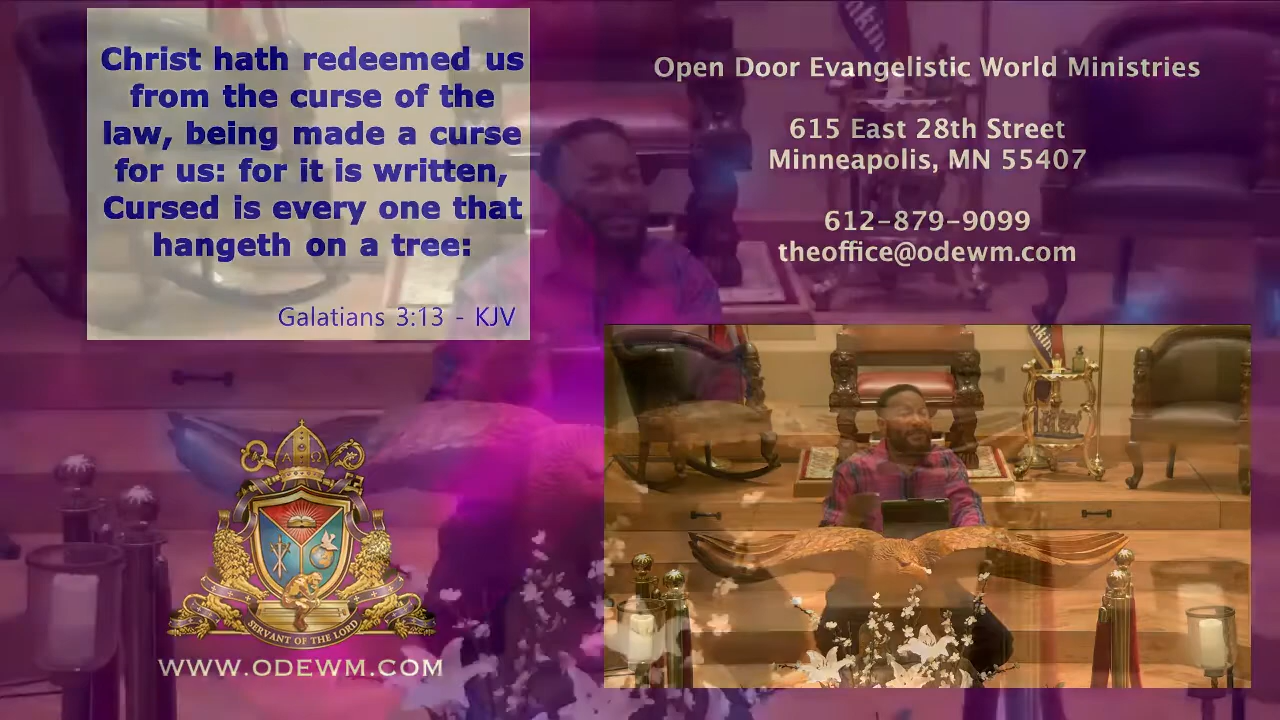 Christ hath redeemed us
from the curse of the
law, being made a curse
for us: for it is written,
Cursed is every one that
hangeth on a tree:
Galatians 3:13 - KJV
Open Door Evangelistic World Ministries
615 East 28th Street
Minneapolis, MN 55407
612-879-9099
theoffice@odewm.com
A Ω
SERVANT OF THE LORD
WWW.ODEWM.COM